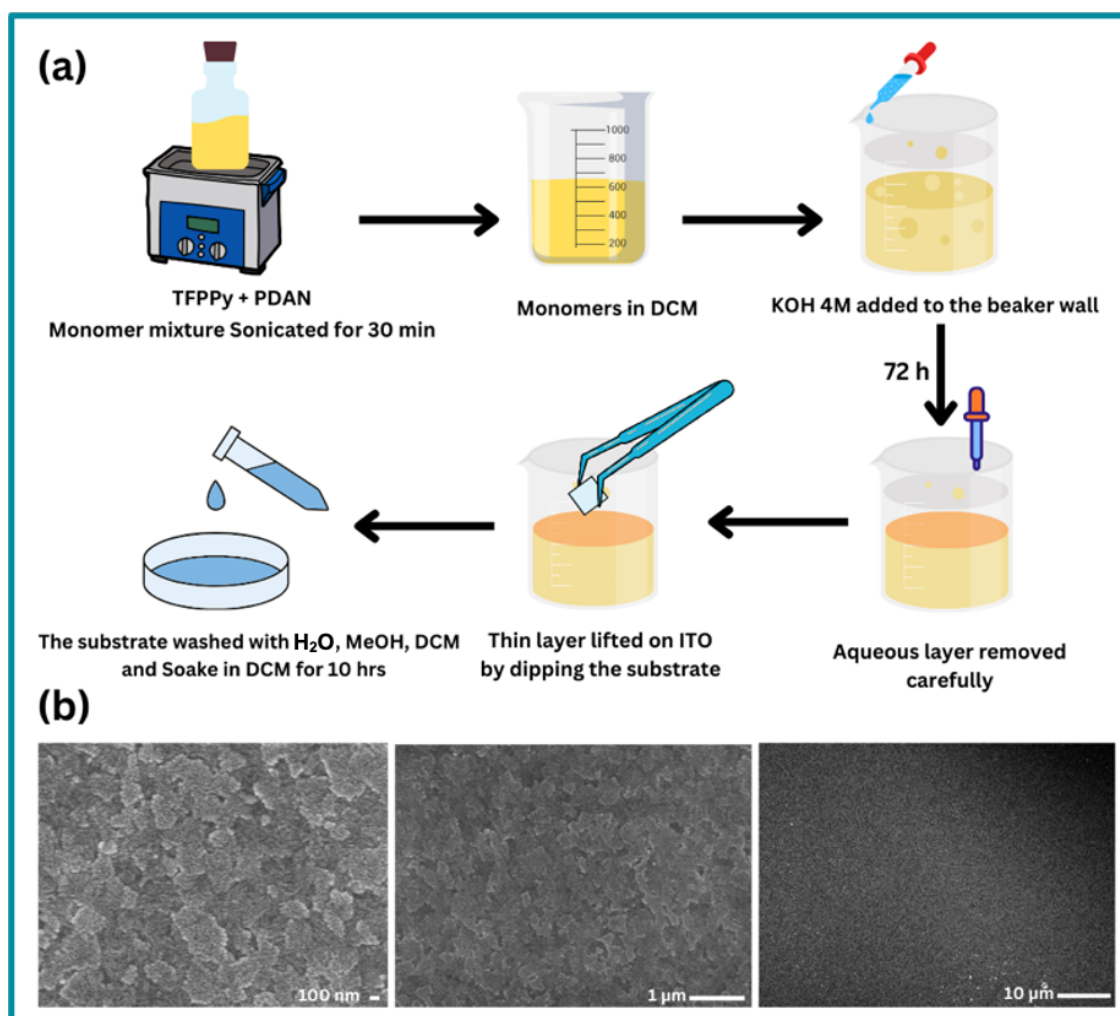 (a)
1000
800
600
400
200
TFPPy + PDAN
Monomer mixture Sonicated for 30 min
Monomers in DCM
KOH 4M added to the beaker wall
72 h
The substrate washed with H₂O, MeOH, DCM
and Soake in DCM for 10 hrs
Thin layer lifted on ITO
by dipping the substrate
Aqueous layer removed
carefully
(b)
100 nm
1 µm
10 µm